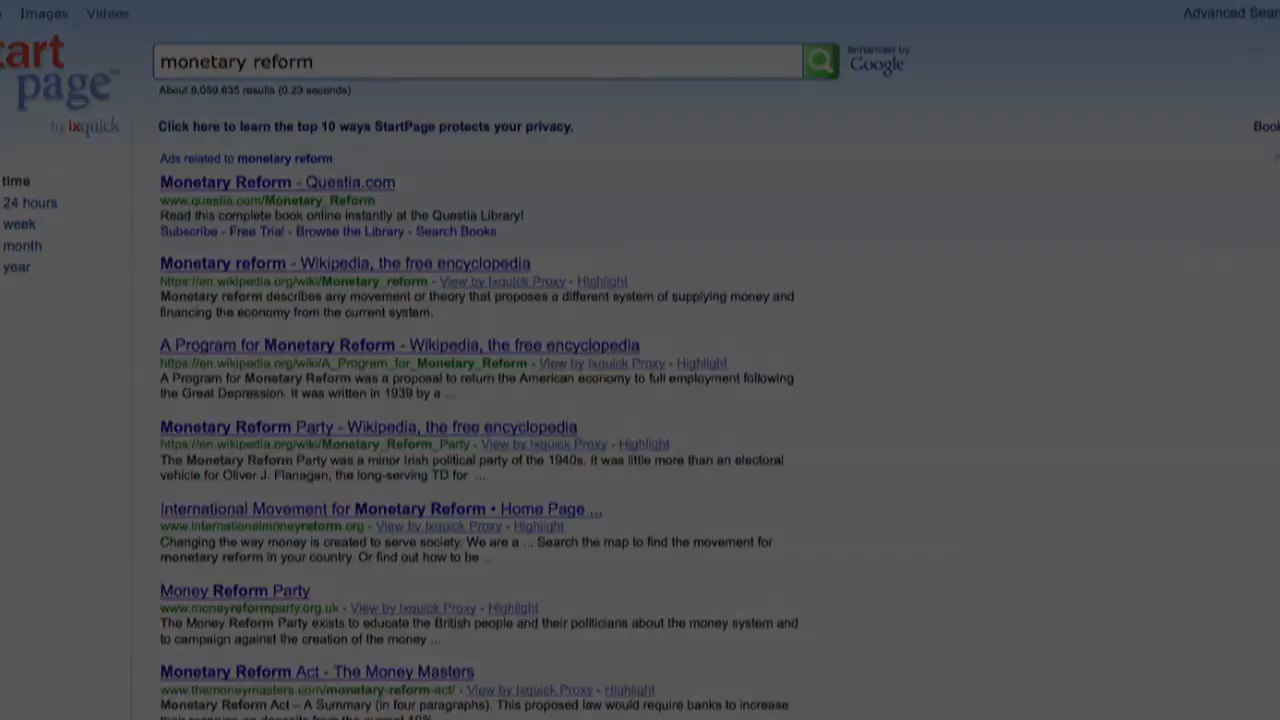 Images Videos
Advanced Sear
tart
page™
by ixquick
monetary reform
enhanced by
Google
About 8,050,635 results (0.23 seconds)
Click here to learn the top 10 ways StartPage protects your privacy.
Book
Ads related to monetary reform
time
24 hours
week
month
year
Monetary Reform - Questia.com
www.questia.com/Monetary_Reform
Read this complete book online instantly at the Questia Library!
Subscribe - Free Trial - Browse the Library - Search Books
Monetary reform - Wikipedia, the free encyclopedia
https://en.wikipedia.org/wiki/Monetary_reform - View by Ixquick Proxy - Highlight
Monetary reform describes any movement or theory that proposes a different system of supplying money and
financing the economy from the current system.
A Program for Monetary Reform - Wikipedia, the free encyclopedia
https://en.wikipedia.org/wiki/A_Program_for_Monetary_Reform - View by Ixquick Proxy - Highlight
A Program for Monetary Reform was a proposal to return the American economy to full employment following
the Great Depression. It was written in 1939 by a ...
Monetary Reform Party - Wikipedia, the free encyclopedia
https://en.wikipedia.org/wiki/Monetary_Reform_Party - View by Ixquick Proxy - Highlight
The Monetary Reform Party was a minor Irish political party of the 1940s. It was little more than an electoral
vehicle for Oliver J. Flanagan, the long-serving TD for ...
International Movement for Monetary Reform • Home Page ...
www.internationalmoneyreform.org - View by Ixquick Proxy - Highlight
Changing the way money is created to serve society. We are a ... Search the map to find the movement for
monetary reform in your country. Or find out how to be ...
Money Reform Party
www.moneyreformparty.org.uk - View by Ixquick Proxy - Highlight
The Money Reform Party exists to educate the British people and their politicians about the money system and
to campaign against the creation of the money ...
Monetary Reform Act - The Money Masters
www.themoneymasters.com/monetary-reform-act/ - View by Ixquick Proxy - Highlight
Monetary Reform Act – A Summary (in four paragraphs). This proposed law would require banks to increase
their reserves on deposits from the current 10%